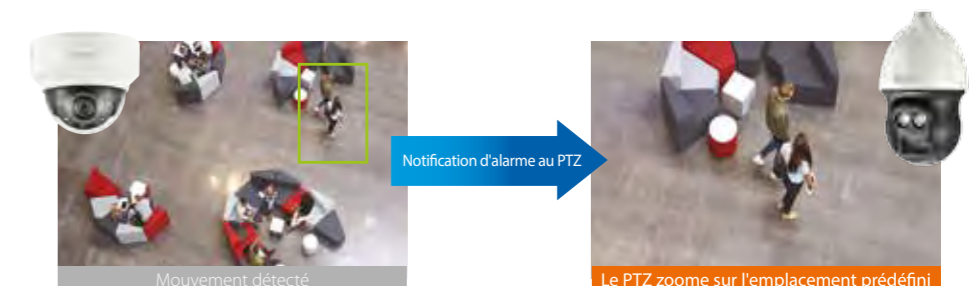 Notification d'alarme au PTZ
Mouvement détecté
Le PTZ zoome sur l'emplacement prédéfini